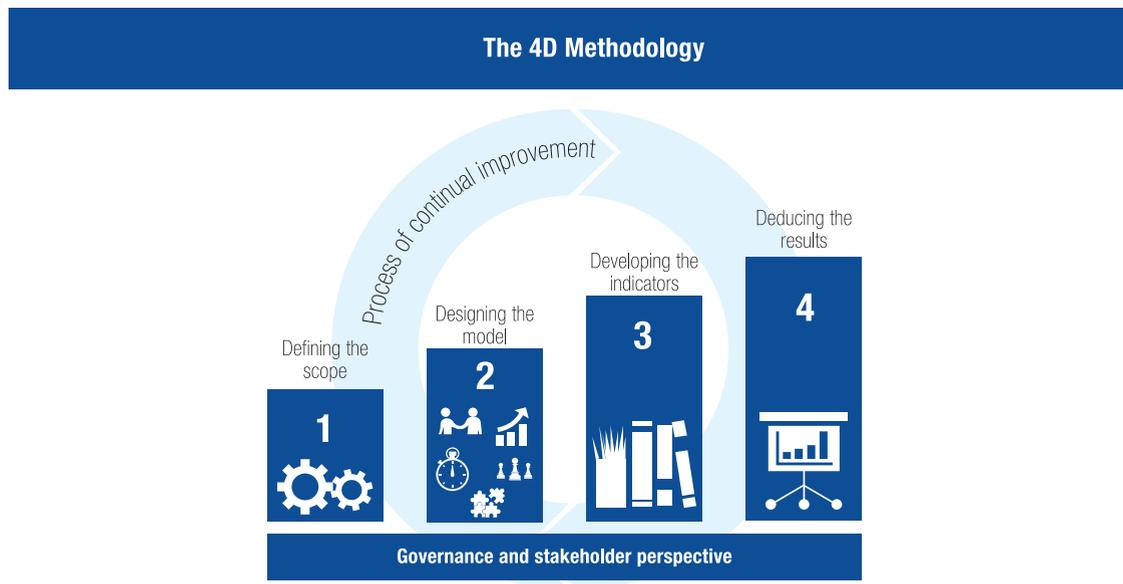 The 4D Methodology
Process of continual improvement
Defining the
scope
1
Designing the
model
2
Developing the
indicators
3
Deducing the
results
4
Governance and stakeholder perspective